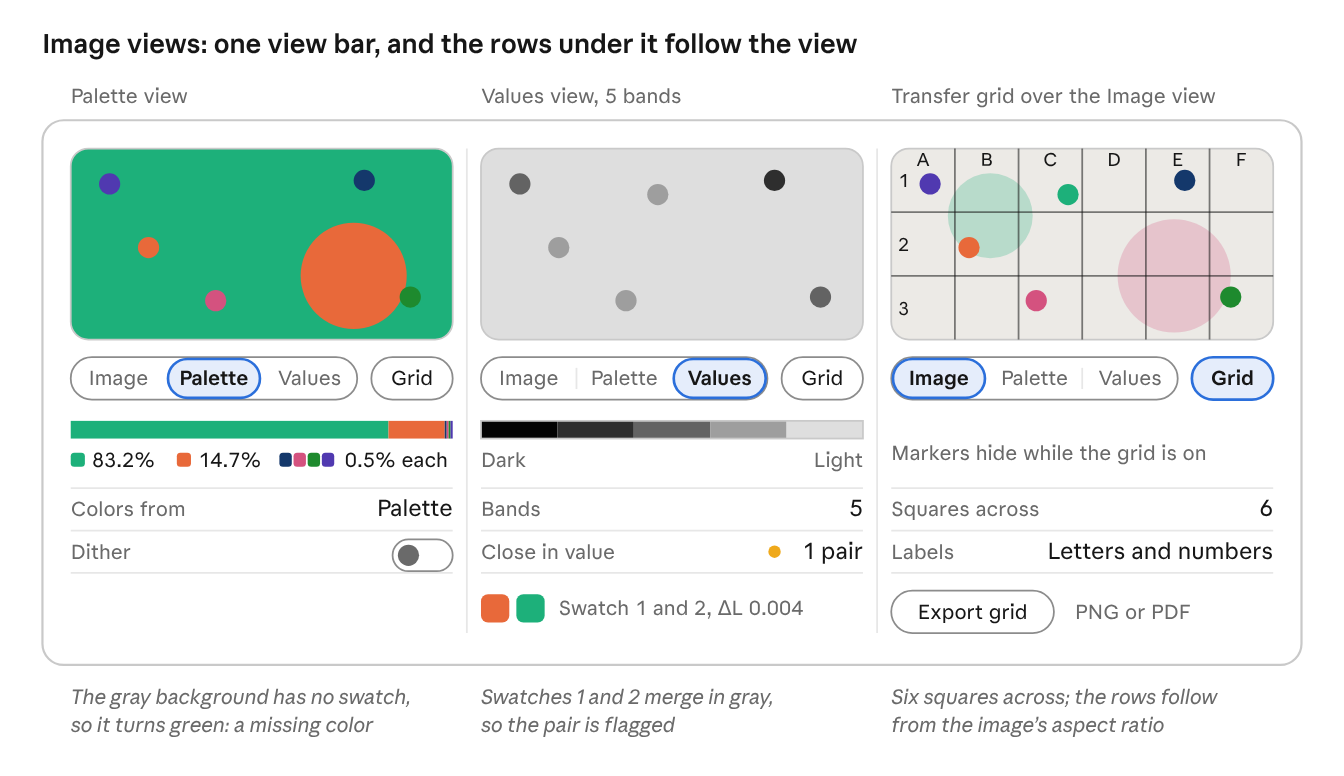 Image views: one view bar, and the rows under it follow the view
Palette view
Values view, 5 bands
Transfer grid over the Image view
A B C D E F
1
2
3
Image Palette Values Grid
Image Palette Values Grid
Image Palette Values Grid
83.2% 14.7% 0.5% each
Colors from Palette
Dither
Dark Light
Bands 5
Close in value 1 pair
Swatch 1 and 2, ΔL 0.004
Markers hide while the grid is on
Squares across 6
Labels Letters and numbers
Export grid PNG or PDF
The gray background has no swatch,
so it turns green: a missing color
Swatches 1 and 2 merge in gray,
so the pair is flagged
Six squares across; the rows follow
from the image’s aspect ratio